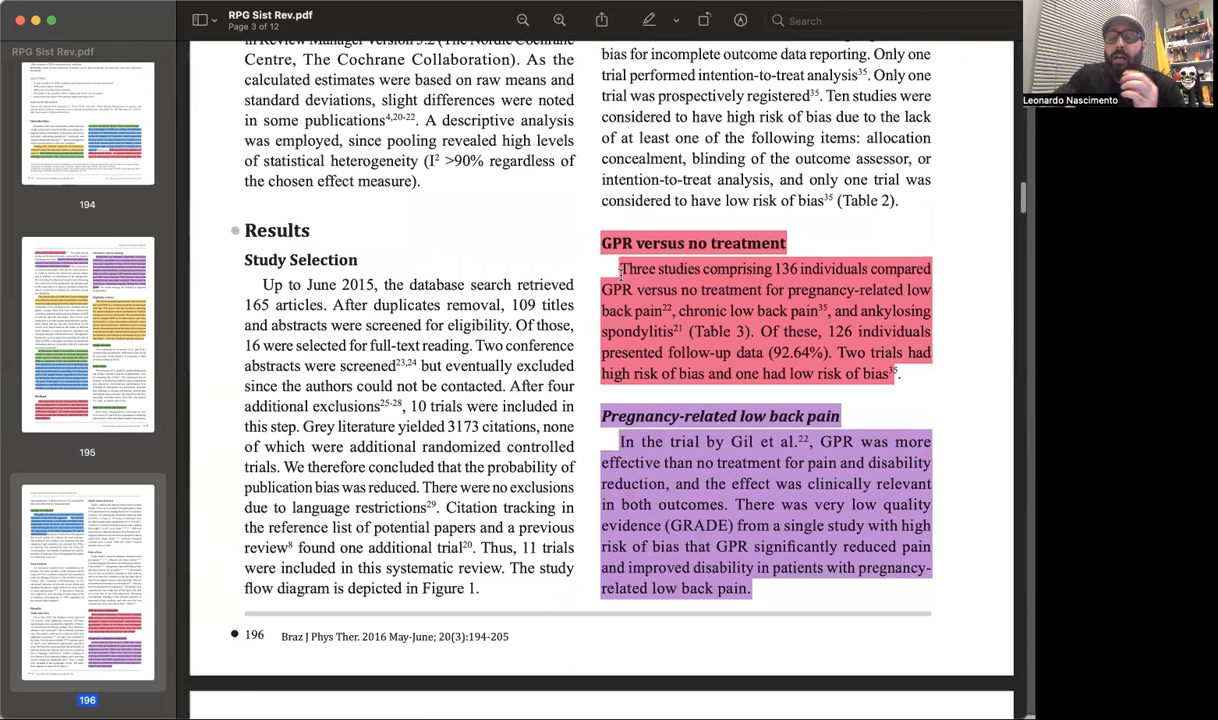 RPG Sist Rev.pdf
Page 3 of 12
Search
RPG Sist Rev.pdf
194
195
196
Leonardo Nascimento
Centre, The Cochrane Collaboration). As the
calculated estimates were based on raw means and
standard deviations, slight differences were noted
in some publications4,20-22. A descriptive analysis
was employed, since pooling revealed high levels
of statistical heterogeneity (I2 >90% regardless of
the chosen effect measure).
Results
Study Selection
Up to June 2015, the database search retrieved
165 articles. After duplicates removal, 109 titles
and abstracts were screened for eligibility. Of those,
16 were selected for full-text reading. Two conference
abstracts were screened23,24 but eventually excluded
since the authors could not be contacted. After four
additional exclusions25-28, 10 trials were included in
this step. Grey literature yielded 3173 citations, none
of which were additional randomized controlled
trials. We therefore concluded that the probability of
publication bias was reduced. There were no exclusions
due to language restrictions29. Citation tracking in
the reference list of potential papers and in a previous
review8 found one additional trial20. Thus, 11 trials
were included in this systematic review. The study
flow diagram is depicted in Figure 1.
bias for incomplete outcome data reporting. Only one
trial performed intention-to-treat analysis35. Only one
trial was prospectively registered35. Ten studies were
considered to have high risk of bias due to the lack
of at least one of the following items: allocation
concealment, blinding of the outcome assessor, or
intention-to-treat analysis, and only one trial was
considered to have low risk of bias35 (Table 2).
GPR versus no treatment
Three studies comprising 136 individuals compared
GPR versus no treatment for pregnancy-related low
back pain22, chronic low back pain35, and ankylosing
spondylitis21 (Table 3). Of these, 126 individuals
presented follow-up data (92.64%). Two trials had
high risk of bias and one had low risk of bias35.
Pregnancy-related low back pain
In the trial by Gil et al.22, GPR was more
effective than no treatment for pain and disability
reduction, and the effect was clinically relevant
in both outcomes. There was very low quality
evidence (GRADE) from a single study with high
risk of bias that GPR significantly reduced pain
and improved disability in patients with pregnancy-
related low back pain.
196 Braz J Phys Ther. 2016 May-June; 20(3):194-205